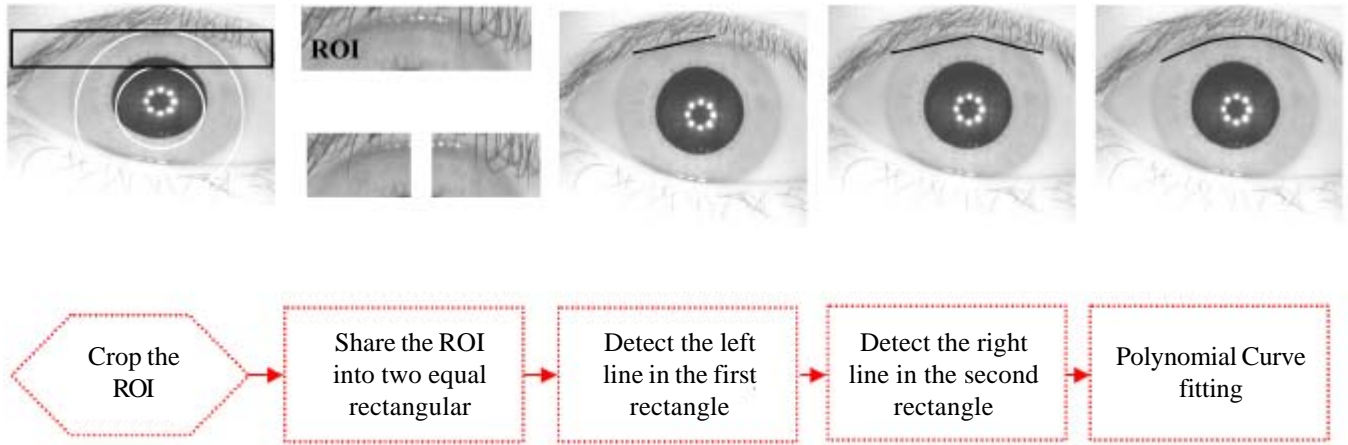 ROI
Crop the
ROI
Share the ROI
into two equal
rectangular
Detect the left
line in the first
rectangle
Detect the right
line in the second
rectangle
Polynomial Curve
fitting